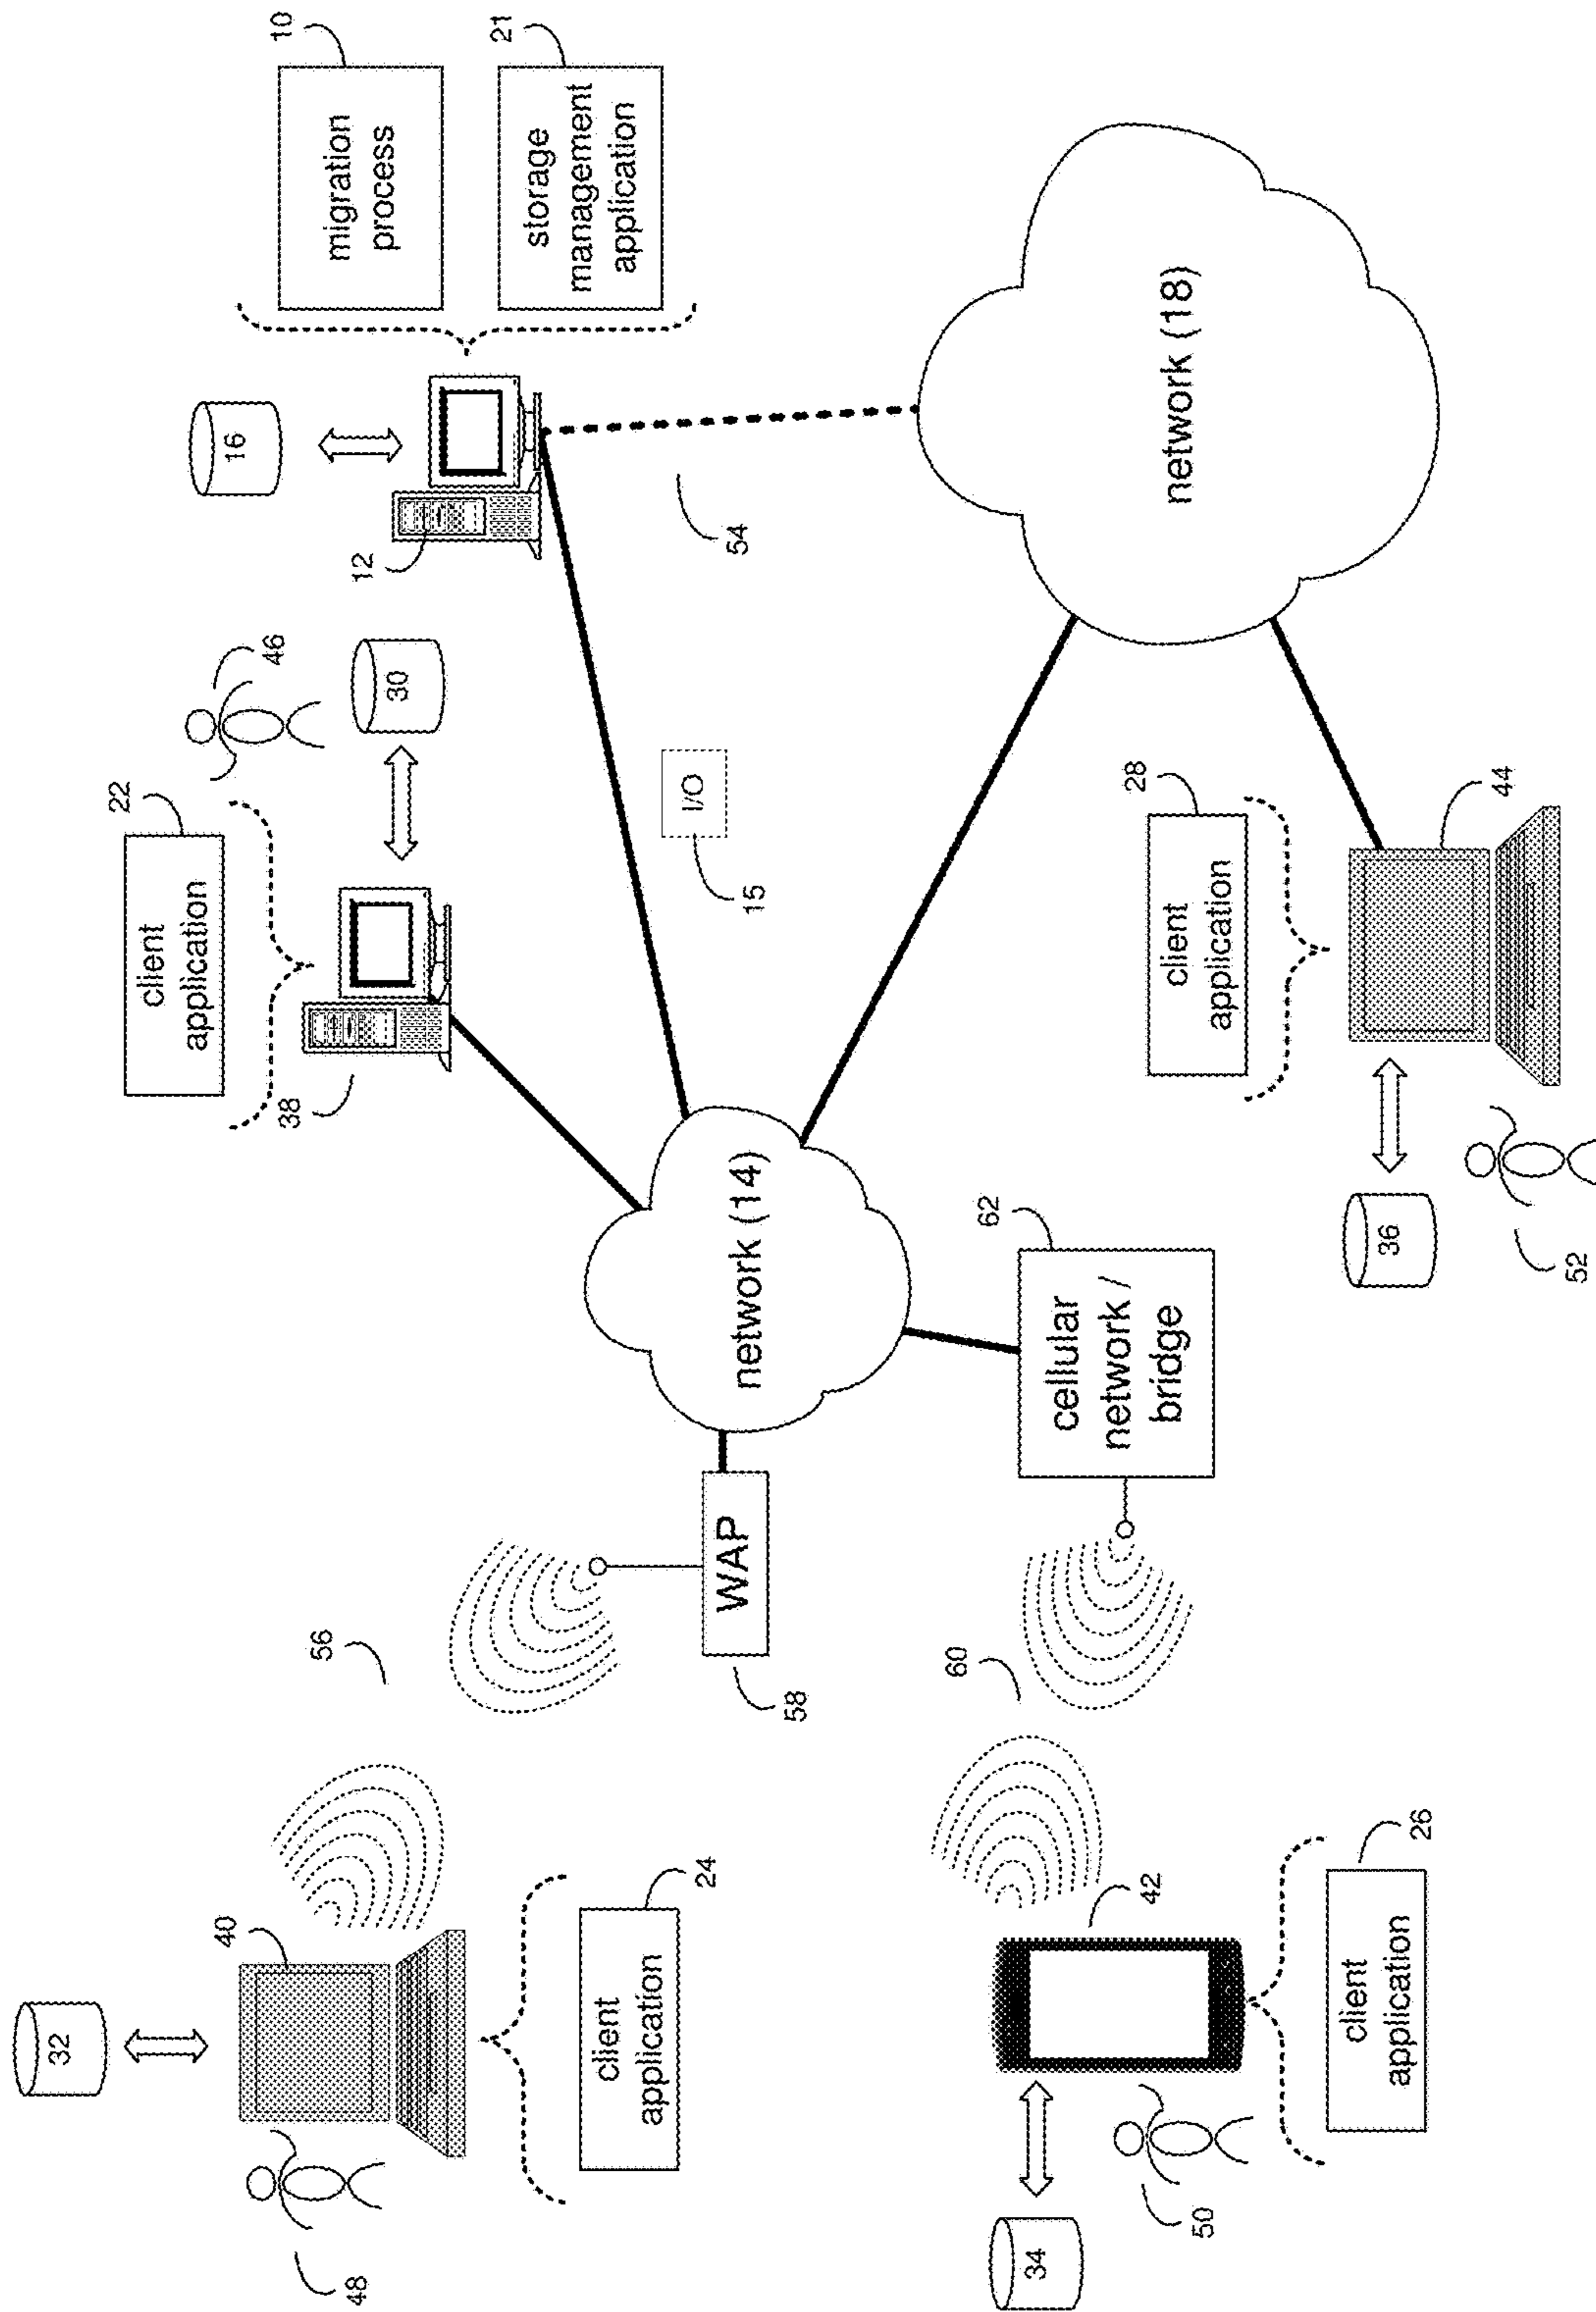 32
22
client
application
40
16
46
10
38
56
migration
process
48
12
30
21
storage
management
application
client
application
24
I/O
WAP
54
network (14)
15
58
60
62
34
cellular
network /
bridge
28
42
client
application
network (18)
50
client
application
36
26
44
52